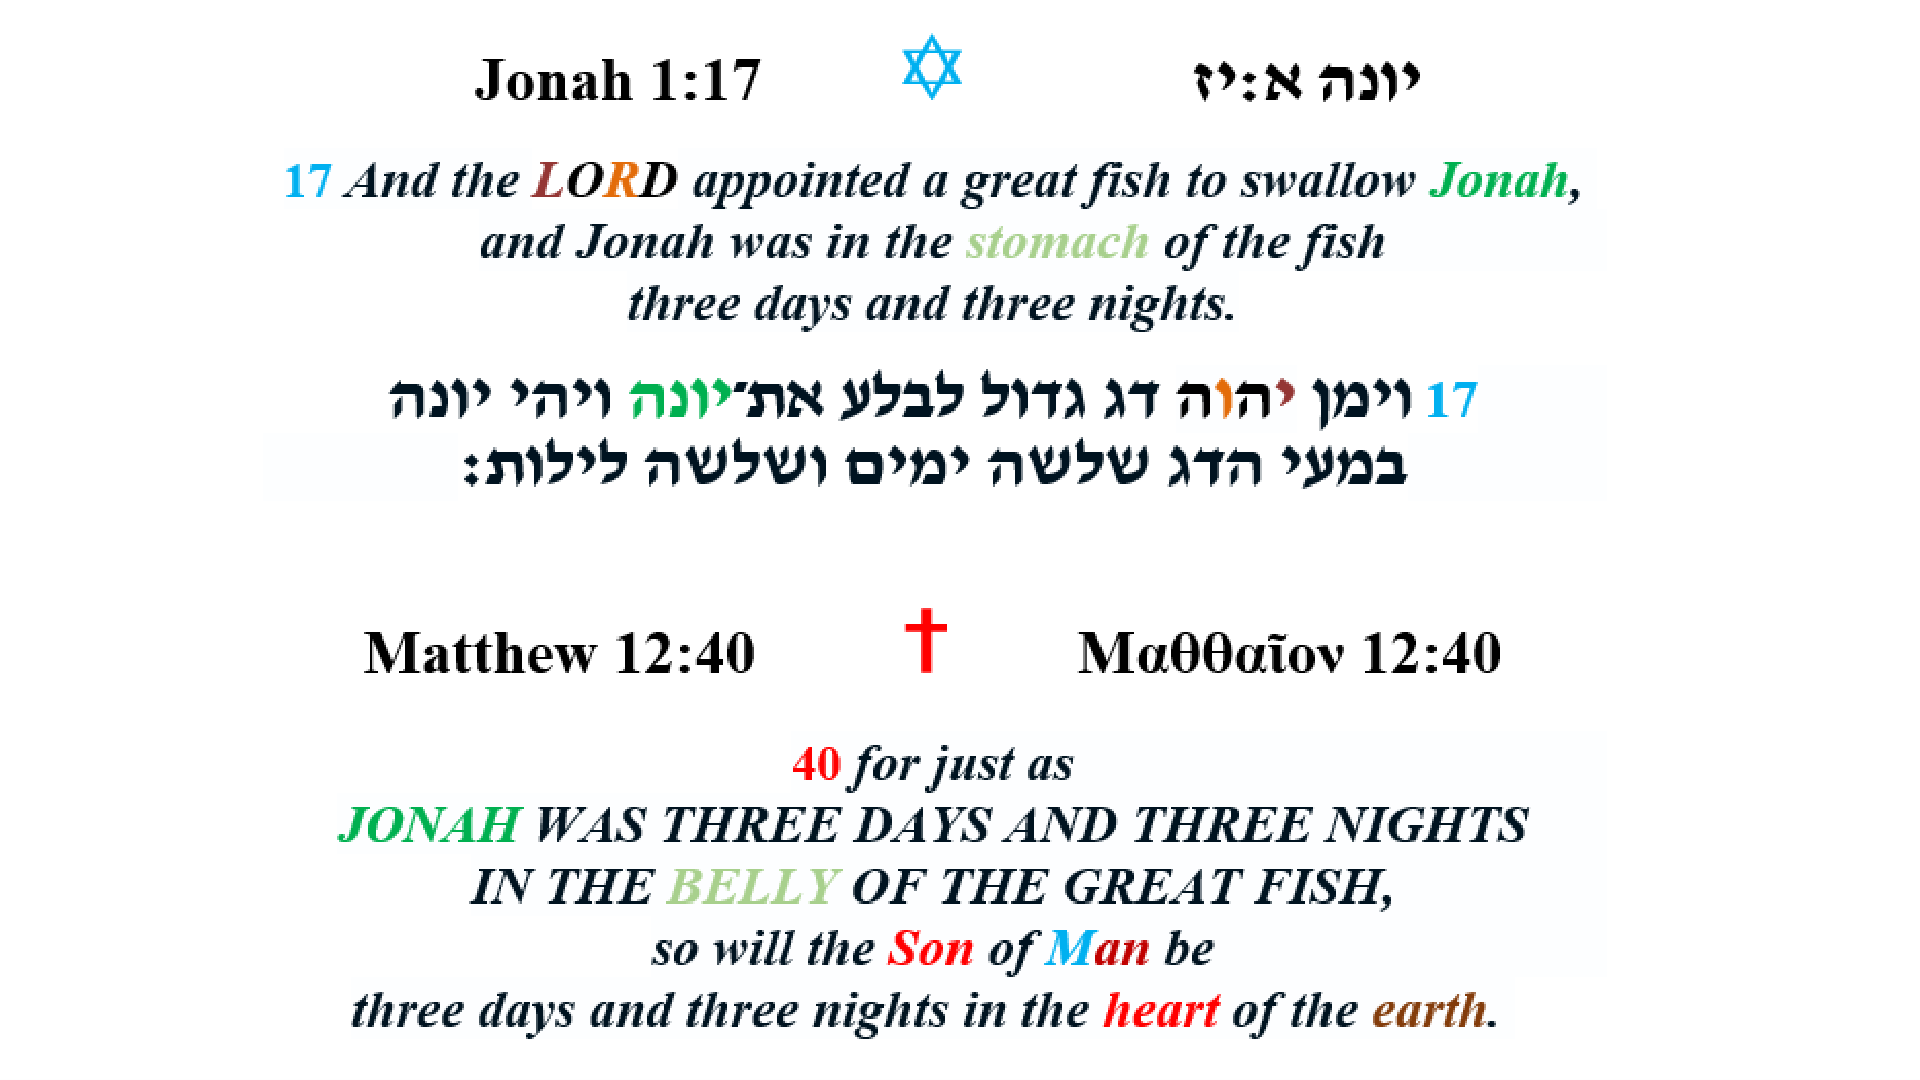 Jonah 1:17 ✡ יונה א:יז
17 And the LORD appointed a great fish to swallow Jonah,
and Jonah was in the stomach of the fish
three days and three nights.
17 וימן יהוה דג גדול לבלע את־יונה ויהי יונה
במעי הדג שלשה ימים ושלשה לילות:
Matthew 12:40 † Μαθθαῖον 12:40
40 for just as
JONAH WAS THREE DAYS AND THREE NIGHTS
IN THE BELLY OF THE GREAT FISH,
so will the Son of Man be
three days and three nights in the heart of the earth.